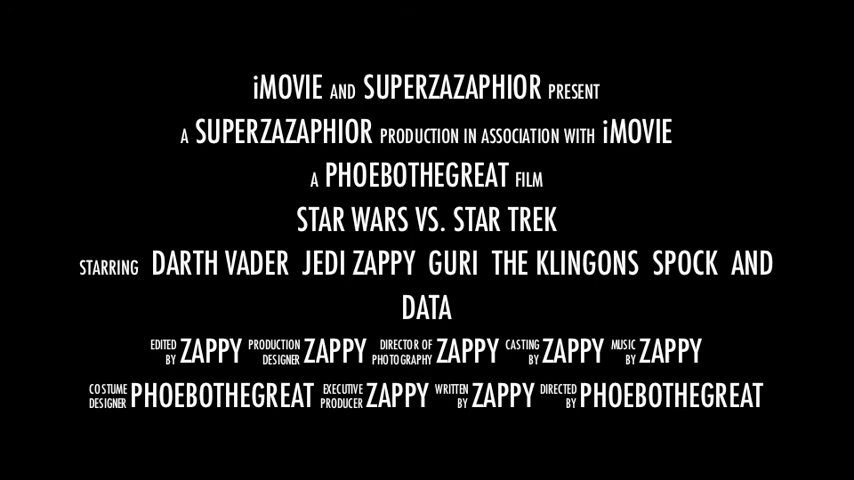 iMOVIE AND SUPERZAZAPHIOR PRESENT
A SUPERZAZAPHIOR PRODUCTION IN ASSOCIATION WITH iMOVIE
A PHOEBOTHEGREAT FILM
STAR WARS VS. STAR TREK
STARRING DARTH VADER JEDI ZAPPY GURI THE KLINGONS SPOCK AND
DATA
EDITED BY ZAPPY PRODUCTION DESIGNER ZAPPY DIRECTOR OF PHOTOGRAPHY ZAPPY CASTING BY ZAPPY MUSIC BY ZAPPY
COSTUME DESIGNER PHOEBOTHEGREAT EXECUTIVE PRODUCER ZAPPY WRITTEN BY ZAPPY DIRECTED BY PHOEBOTHEGREAT